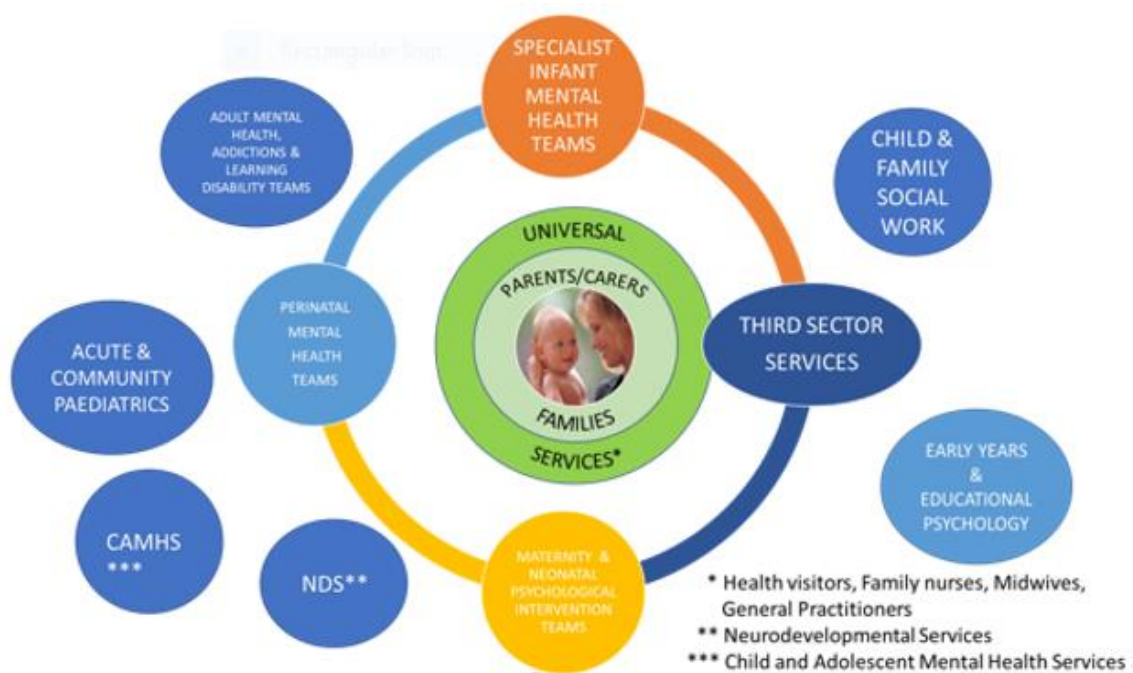 SPECIALIST
INFANT
MENTAL
HEALTH
TEAMS
ADULT MENTAL
HEALTH,
ADDICTIONS &
LEARNING
DISABILITY TEAMS
CHILD &
FAMILY
SOCIAL
WORK
UNIVERSAL
PARENTS/CARERS
FAMILIES
SERVICES*
PERINATAL
MENTAL
HEALTH
TEAMS
THIRD SECTOR
SERVICES
ACUTE &
COMMUNITY
PAEDIATRICS
EARLY YEARS
&
EDUCATIONAL
PSYCHOLOGY
CAMHS
***
NDS**
MATERNITY &
NEONATAL
PSYCHOLOGICAL
INTERVENTION
TEAMS
* Health visitors, Family nurses, Midwives,
General Practitioners
** Neurodevelopmental Services
*** Child and Adolescent Mental Health Services